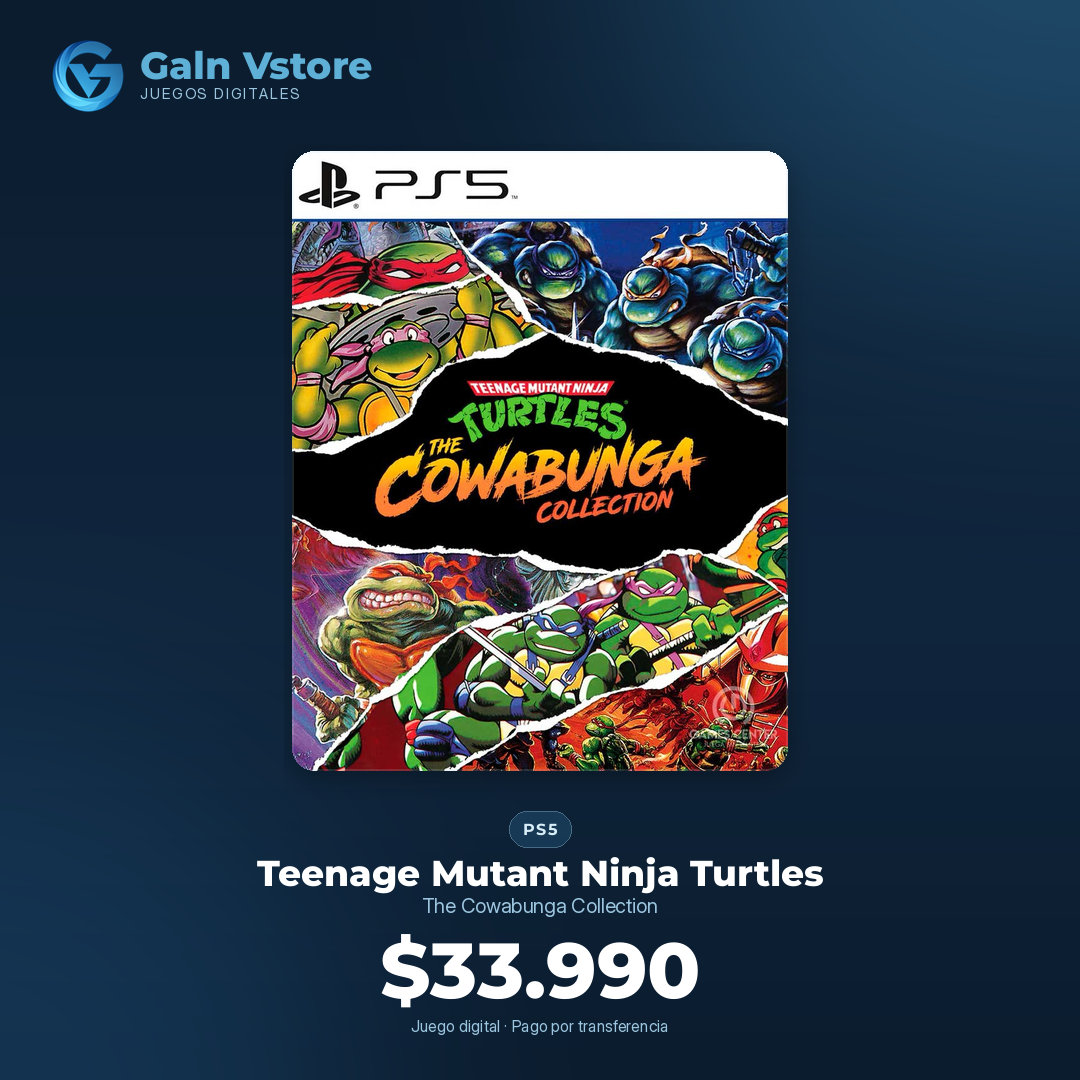 GaIn Vstore
JUEGOS DIGITALES
PS5
TEENAGE MUTANT NINJA
TURTLES
THE
COWABUNGA
COLLECTION
PS5
Teenage Mutant Ninja Turtles
The Cowabunga Collection
$33.990
Juego digital · Pago por transferencia